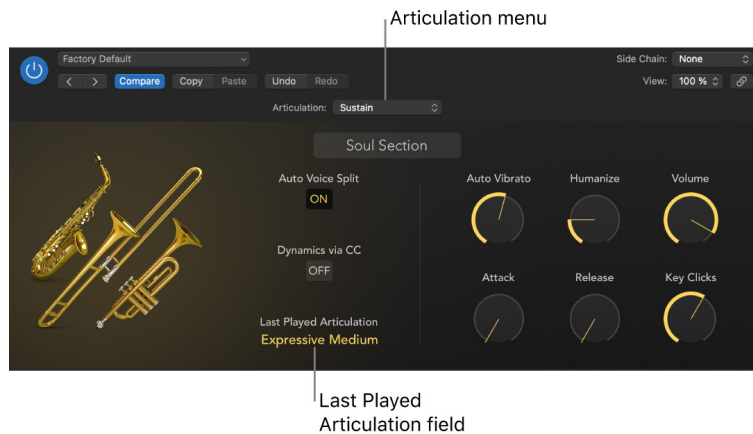 Articulation menu
Factory Default
Side Chain: None
Compare Copy Paste Undo Redo
View: 100 %
Articulation: Sustain
Soul Section
Auto Voice Split
ON
Auto Vibrato Humanize Volume
Dynamics via CC
OFF
Attack Release Key Clicks
Last Played Articulation
Expressive Medium
Last Played
Articulation field